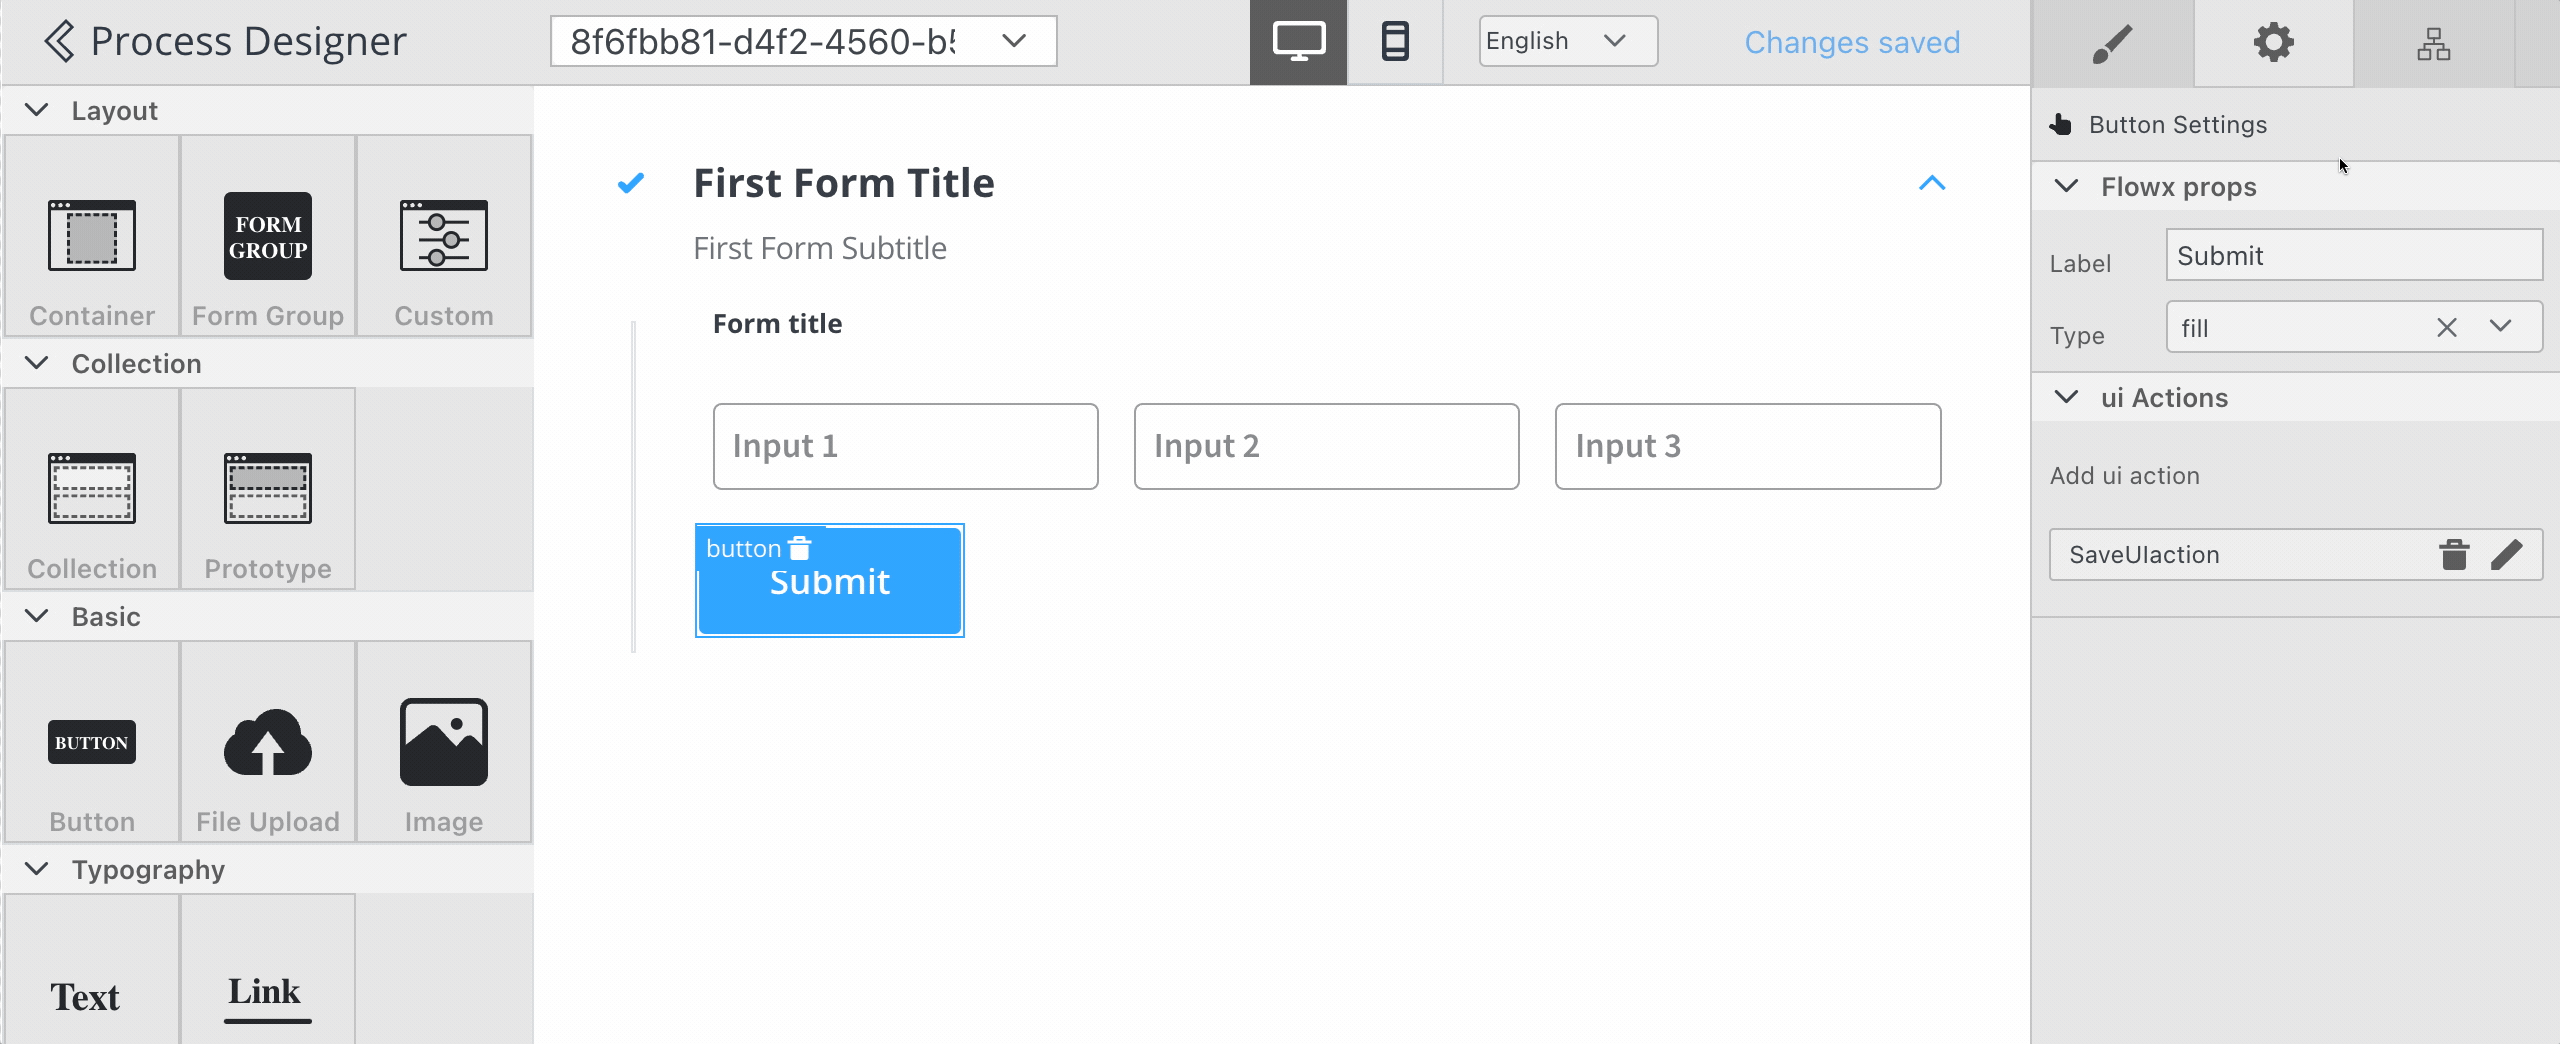 Process Designer
8f6fbb81-d4f2-4560-b
English
Changes saved
Layout
FORM
GROUP
Container
Form Group
Custom
Collection
Collection
Prototype
Basic
BUTTON
Button
File Upload
Image
Typography
Text
Link
First Form Title
First Form Subtitle
Form title
Input 1
Input 2
Input 3
button
Submit
Button Settings
Flowx props
Label
Submit
Type
fill
ui Actions
Add ui action
SaveUIaction